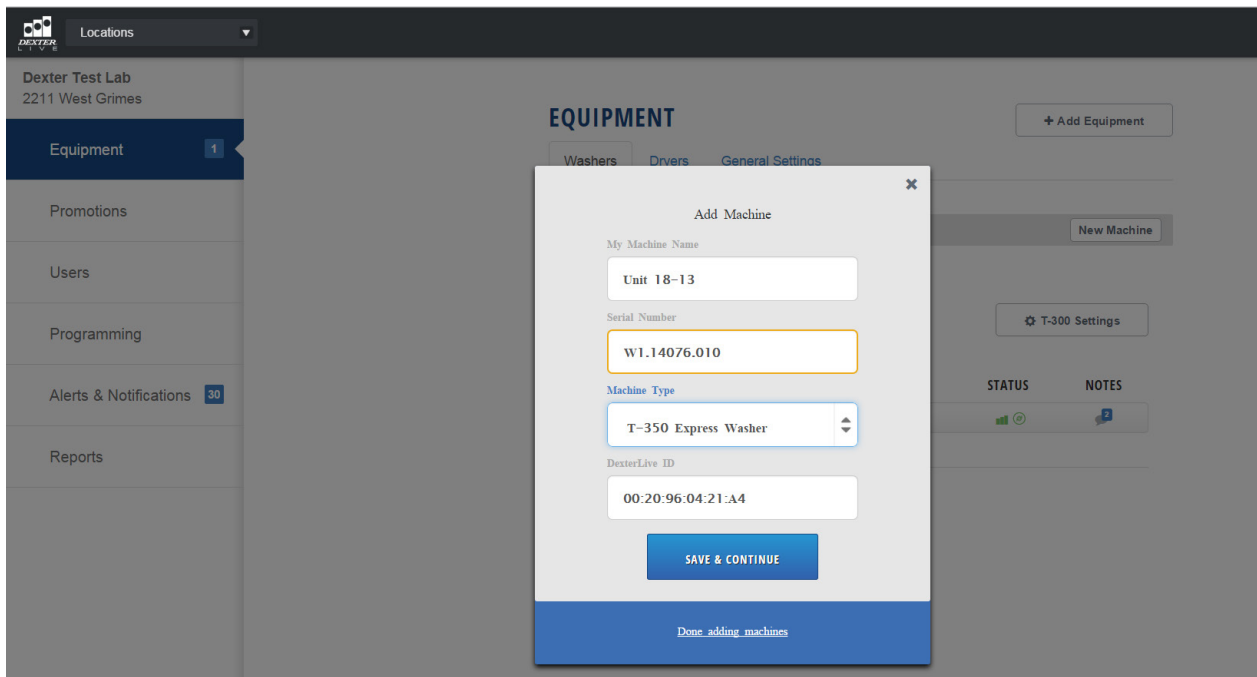 DEXTER
LIVE
Locations
Dexter Test Lab
2211 West Grimes
Equipment 1
Promotions
Users
Programming
Alerts & Notifications 30
Reports
EQUIPMENT
+ Add Equipment
Washers Dryers General Settings
New Machine
T-300 Settings
STATUS NOTES
2
Add Machine
My Machine Name
Unit 18-13
Serial Number
W1.14076.010
Machine Type
T-350 Express Washer
DexterLive ID
00:20:96:04:21:A4
SAVE & CONTINUE
Done adding machines